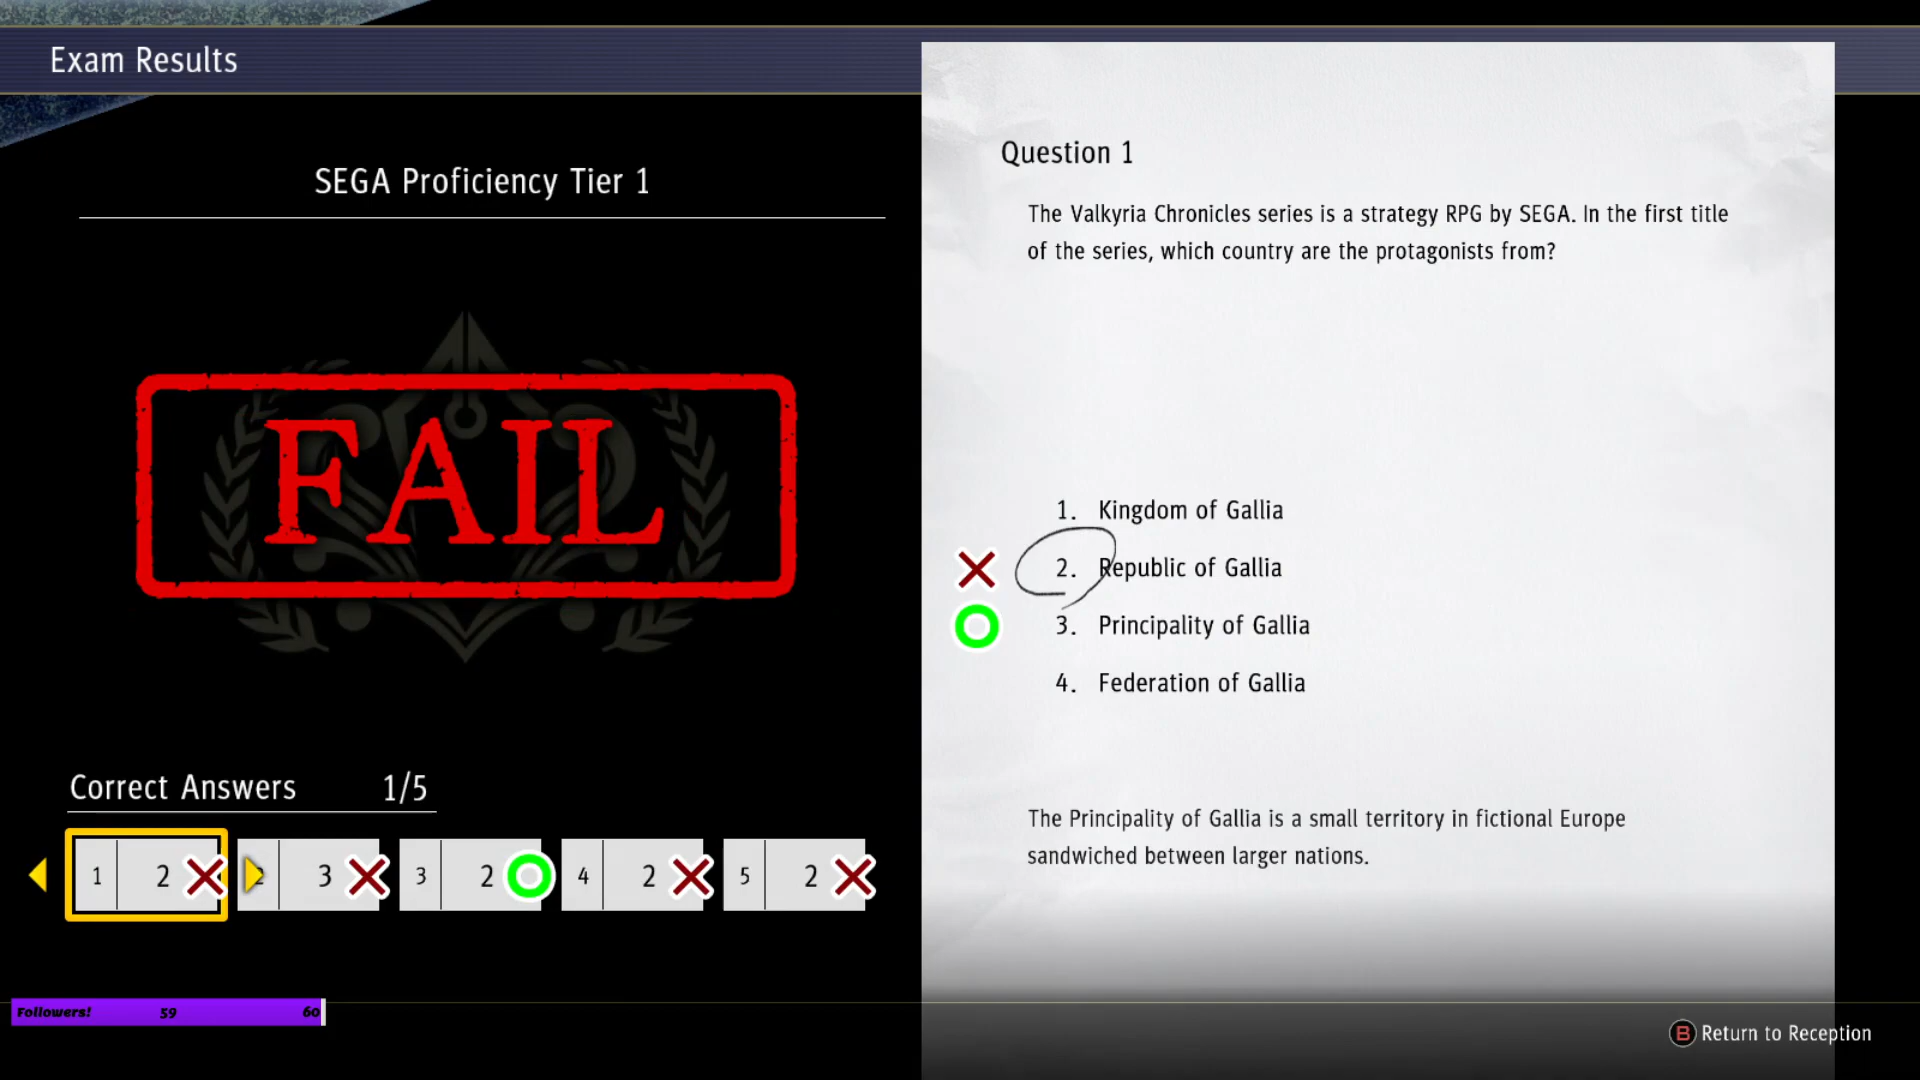 Exam Results
SEGA Proficiency Tier 1
FAIL
Correct Answers 1/5
1 2 2 3 3 2 4 2 5 2
Followers! 59 60
Question 1
The Valkyria Chronicles series is a strategy RPG by SEGA. In the first title
of the series, which country are the protagonists from?
1. Kingdom of Gallia
2. Republic of Gallia
3. Principality of Gallia
4. Federation of Gallia
The Principality of Gallia is a small territory in fictional Europe
sandwiched between larger nations.
B Return to Reception